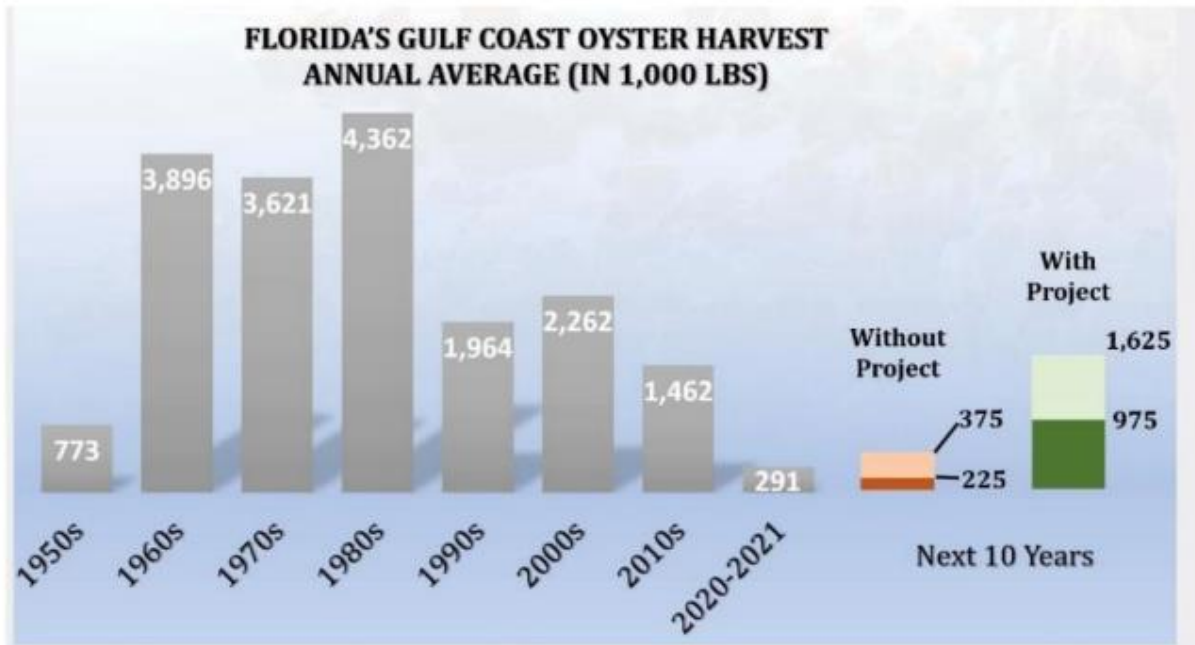 FLORIDA'S GULF COAST OYSTER HARVEST
ANNUAL AVERAGE (IN 1,000 LBS)
773
3,896
3,621
4,362
1,964
2,262
1,462
291
1950s
1960s
1970s
1980s
1990s
2000s
2010s
2020-2021
Without
Project
375
225
With
Project
1,625
975
Next 10 Years